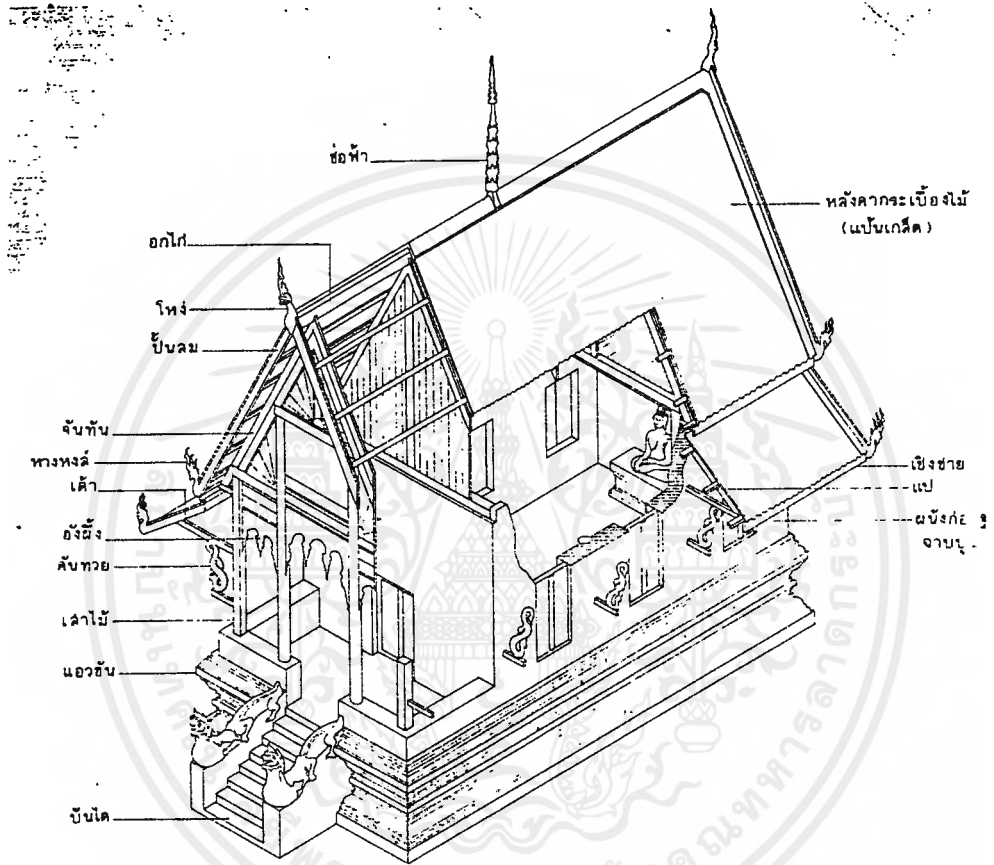 ช่อฟ้า
หลังคากระเบื้องไม้
(แป้นเกล็ด)
อกไก่
โหง่
ปั้นลม
จันทัน
หางหงส์
เต้า
เชิงชาย
แป
ผนังก่อ
ฉาบปู
ฮังผึ้ง
คันทวย
เสาไม้
แอวขัน
บันได